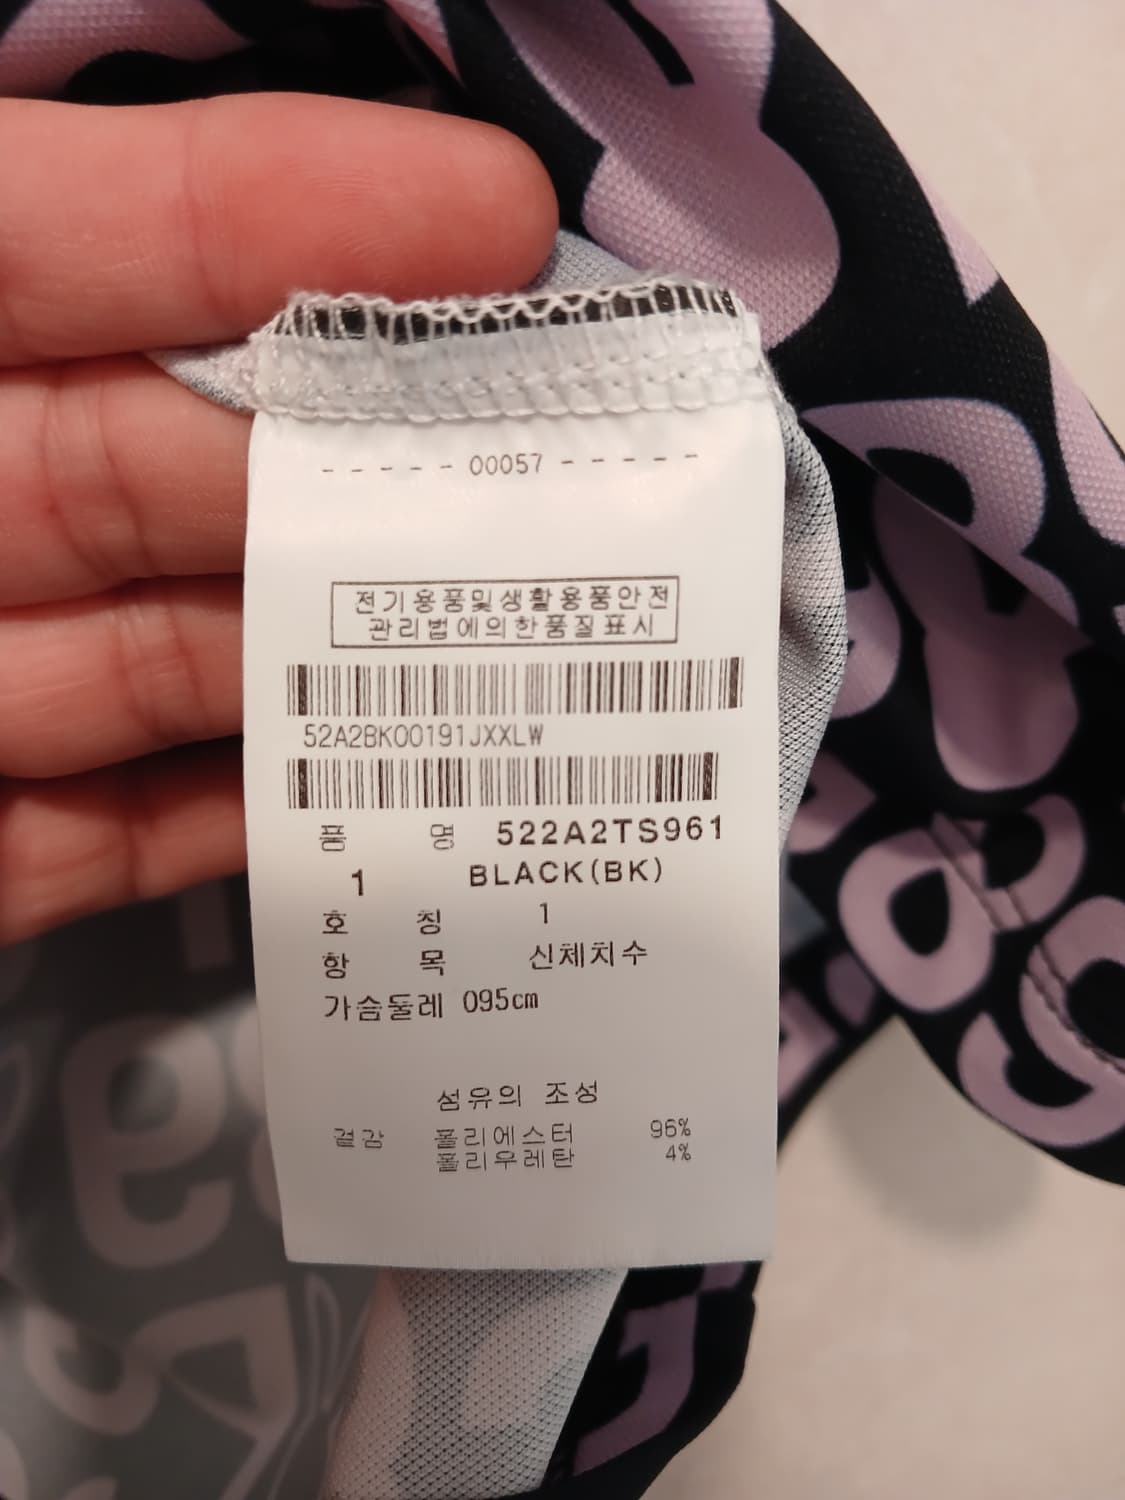 - - - - - 00057 - - - - -
전기용품및생활용품안전
관리법에의한품질표시
52A2BK00191JXXLW
품 명 522A2TS961
1 BLACK(BK)
호 칭 1
항 목 신체치수
가슴둘레 095cm
섬유의 조성
겉감 폴리에스터 96%
폴리우레탄 4%